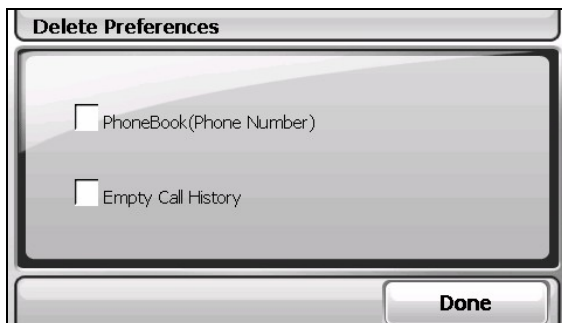 Delete Preferences
PhoneBook(Phone Number)
Empty Call History
Done